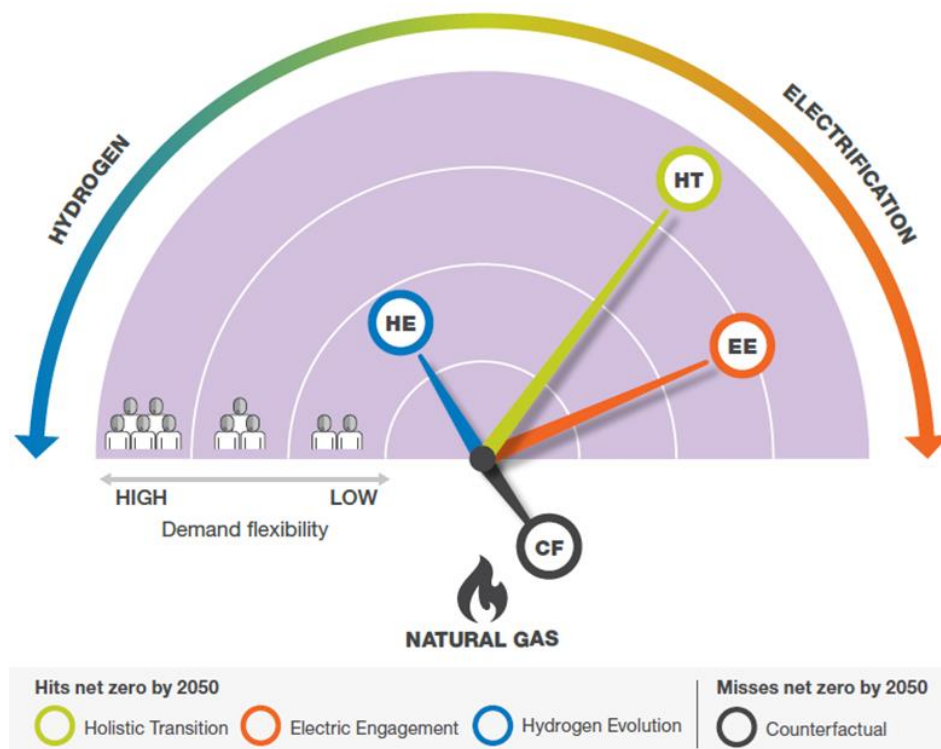 HYDROGEN
ELECTRIFICATION
HT
HE
EE
HIGH
LOW
Demand flexibility
CF
NATURAL GAS
Hits net zero by 2050
Misses net zero by 2050
Holistic Transition
Electric Engagement
Hydrogen Evolution
Counterfactual